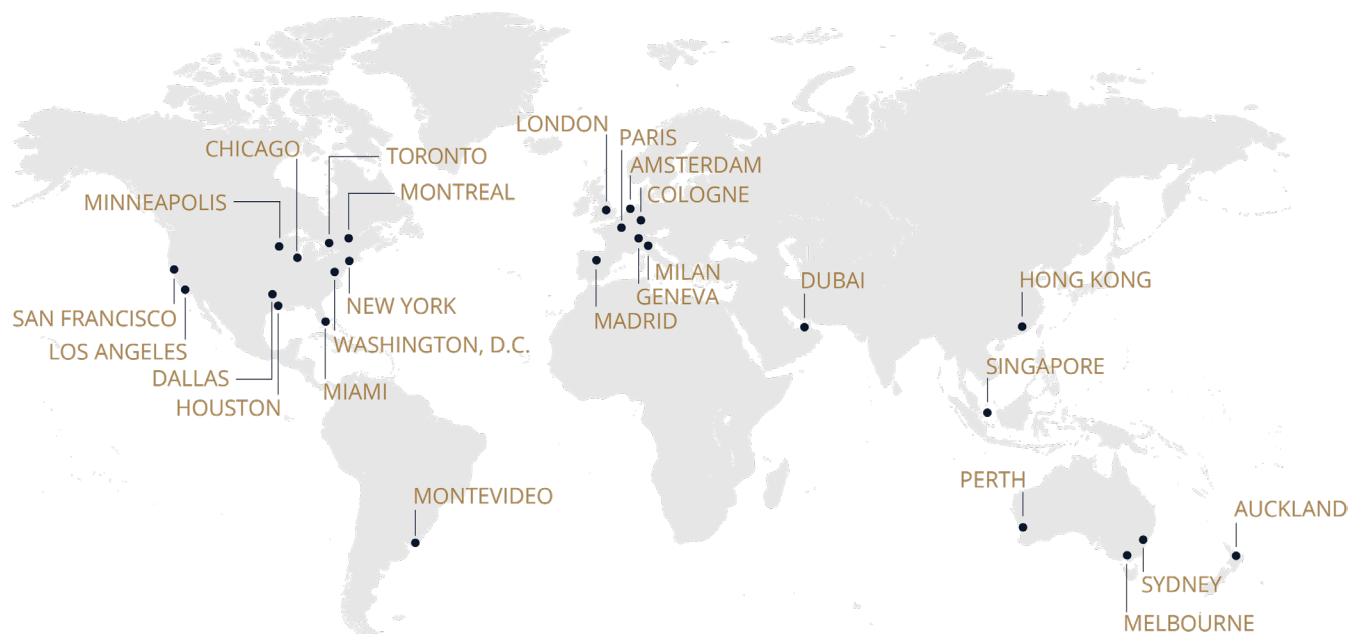 LONDON
PARIS
CHICAGO
TORONTO
AMSTERDAM
MONTREAL
COLOGNE
MINNEAPOLIS
MILAN
DUBAI
HONG KONG
GENEVA
NEW YORK
SAN FRANCISCO
MADRID
WASHINGTON, D.C.
LOS ANGELES
SINGAPORE
DALLAS
MIAMI
HOUSTON
PERTH
MONTEVIDEO
AUCKLAND
SYDNEY
MELBOURNE